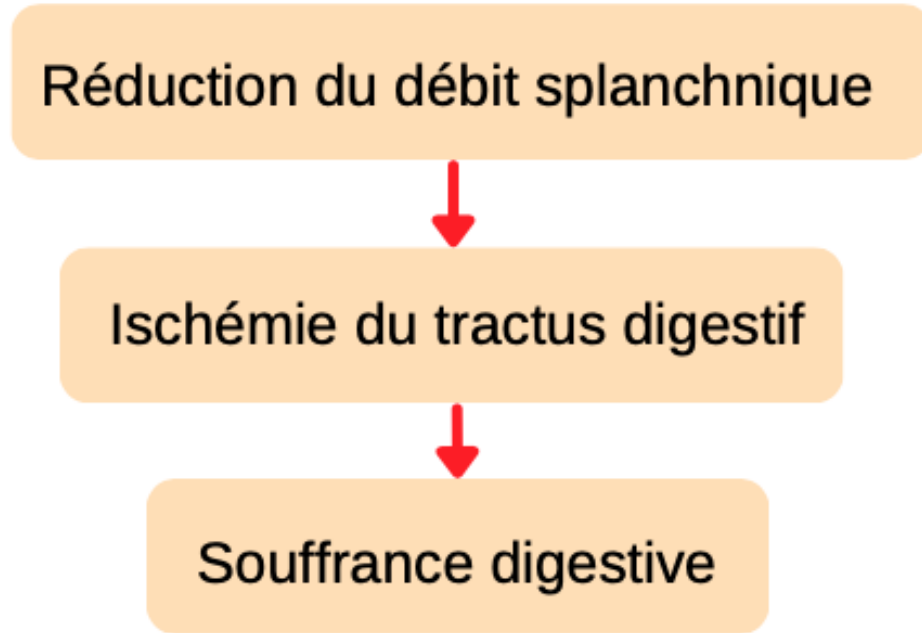 Réduction du débit splanchnique
Ischémie du tractus digestif
Souffrance digestive